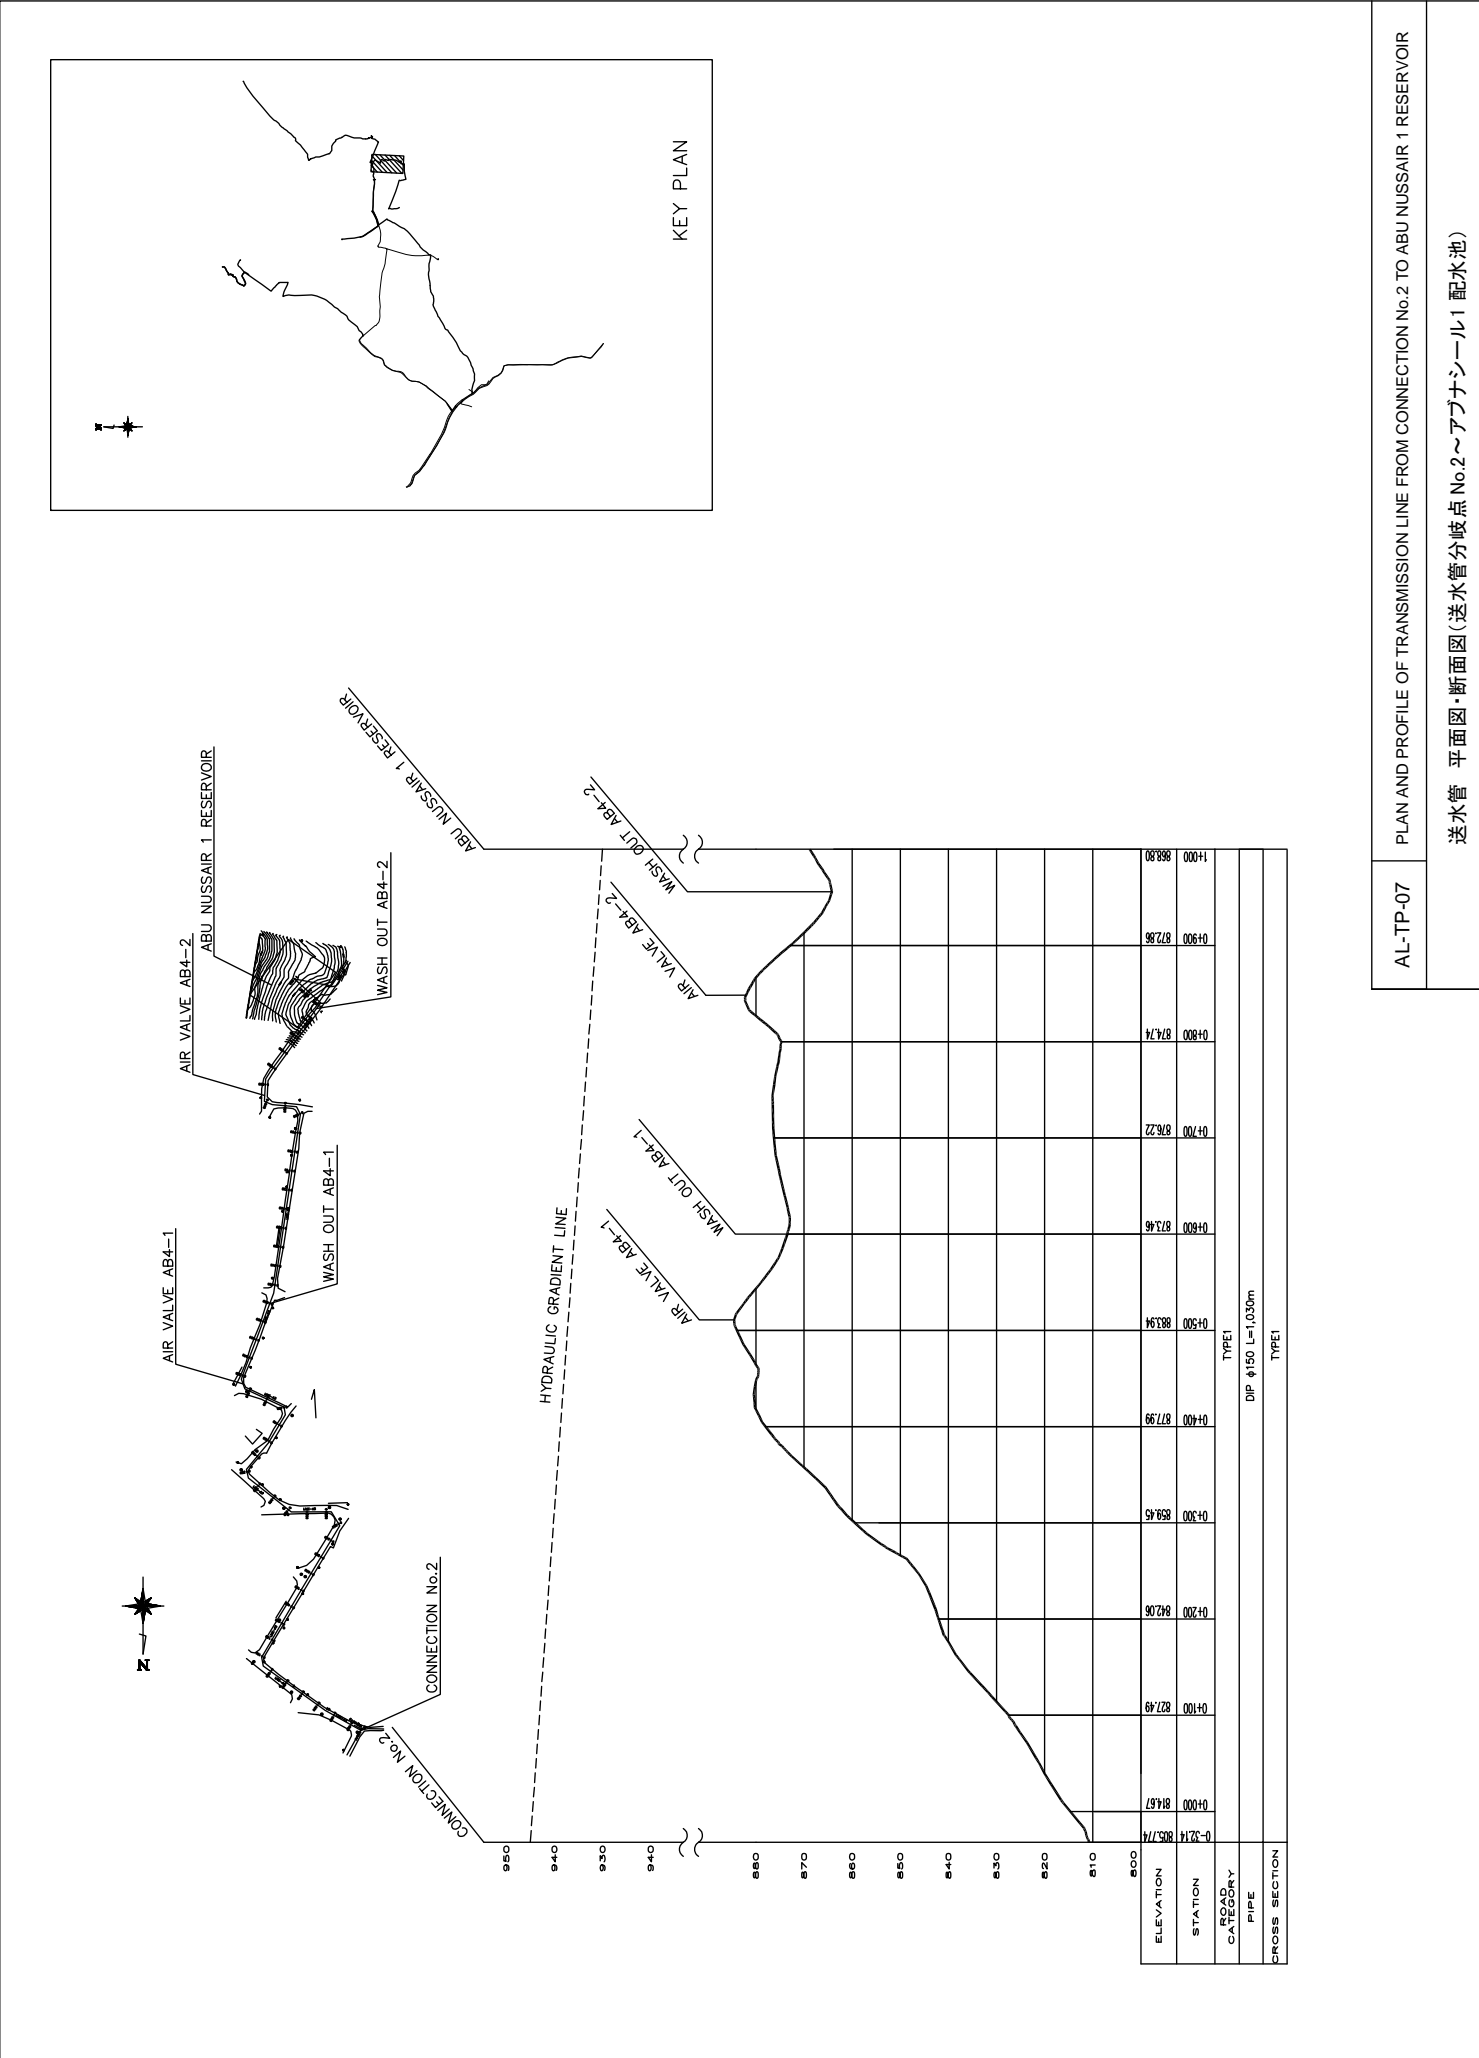 N
KEY PLAN
N
AIR VALVE AB4-1
AIR VALVE AB4-2
ABU NUSSAIR 1 RESERVOIR
WASH OUT AB4-1
WASH OUT AB4-2
CONNECTION No.2
CONNECTION No.2
ABU NUSSAIR 1 RESERVOIR
HYDRAULIC GRADIENT LINE
AIR VALVE AB4-1
WASH OUT AB4-1
AIR VALVE AB4-2
WASH OUT AB4-2
950
940
930
940
880
870
860
850
840
830
820
810
800
ELEVATION 805.774 814.67 827.49 842.06 859.45 877.99 883.94 873.46 876.22 874.74 872.86 868.80
STATION 0-32.14 0+000 0+100 0+200 0+300 0+400 0+500 0+600 0+700 0+800 0+900 1+000
ROAD CATEGORY TYPE1
PIPE DIP φ150 L=1,030m
CROSS SECTION TYPE1
AL-TP-07 PLAN AND PROFILE OF TRANSMISSION LINE FROM CONNECTION No.2 TO ABU NUSSAIR 1 RESERVOIR
送水管 平面図・断面図(送水管分岐点 No.2～アブナシール1 配水池)